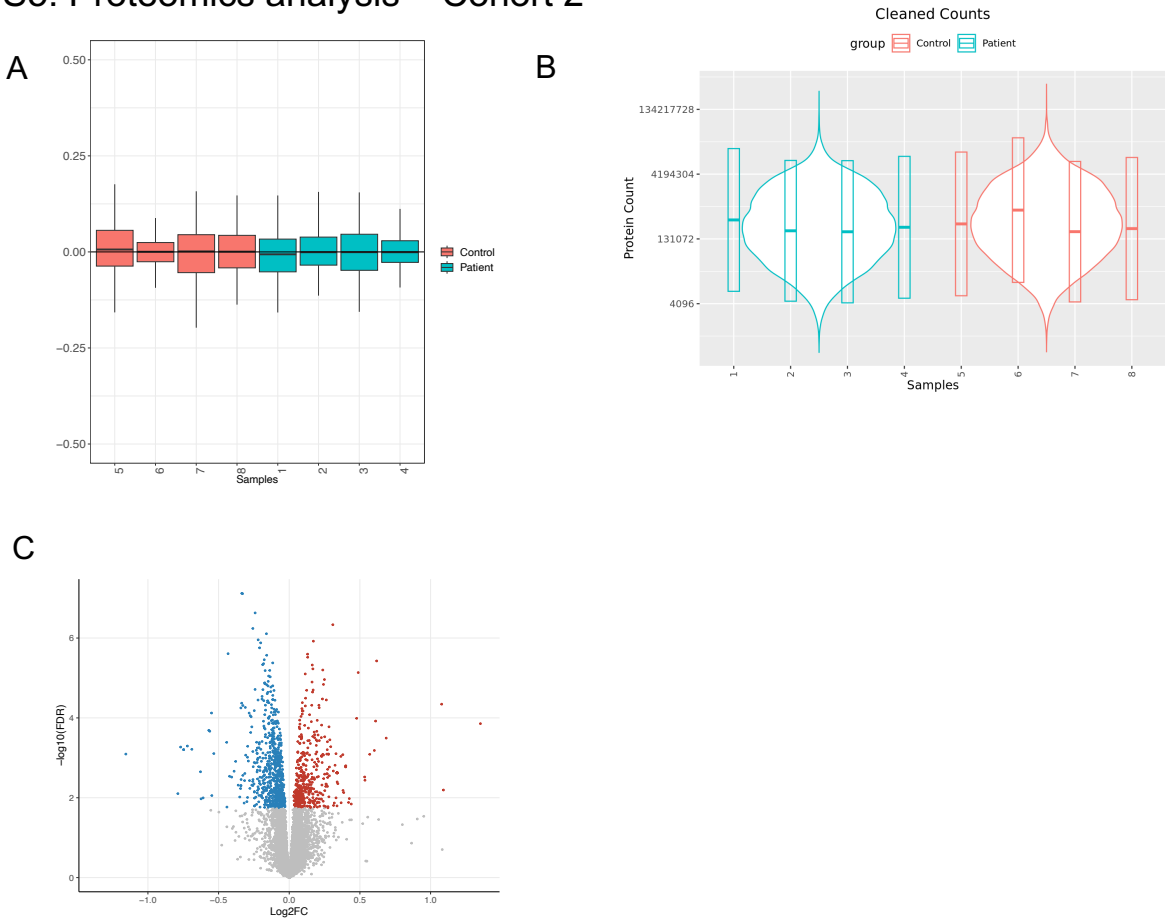 Proteomics analysis – Cohort 2
A
0.50
0.25
0.00
−0.25
−0.50
5 6 7 8 1 2 3 4
Samples
Control
Patient
B
Cleaned Counts
group Control Patient
Protein Count
134217728
4194304
131072
4096
1 2 3 4 5 6 7 8
Samples
C
−log10(FDR)
6
4
2
0
−1.0 −0.5 0.0 0.5 1.0
Log2FC